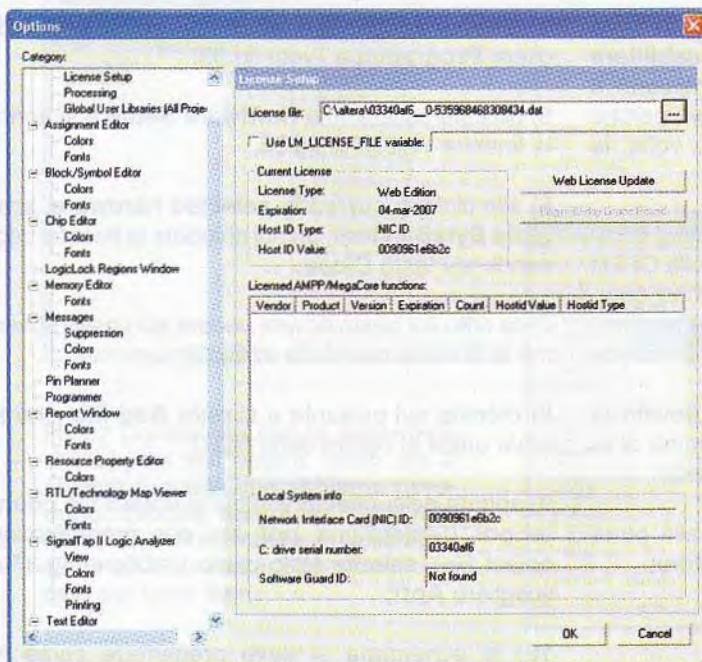 Options
Category:
License Setup
Processing
Global User Libraries (All Proje
Assignment Editor
Colors
Fonts
Block/Symbol Editor
Colors
Fonts
Chip Editor
Colors
Fonts
LogicLock Regions Window
Memory Editor
Fonts
Messages
Suppression
Colors
Fonts
Pin Planner
Programmer
Report Window
Colors
Fonts
Resource Property Editor
Colors
RTL/Technology Map Viewer
Colors
Fonts
SignalTap II Logic Analyzer
View
Colors
Fonts
Printing
Text Editor
License Setup
License file: C:\altera\03340af6__0-535968468308434.dat ...
Use LM_LICENSE_FILE variable:
Current License
License Type: Web Edition
Expiration: 04-mar-2007
Host ID Type: NIC ID
Host ID Value: 0090961e6b2c
Web License Update
Licensed AMPP/MegaCore functions:
Vendor Product Version Expiration Count Hostid Value Hostid Type
Local System info
Network Interface Card (NIC) ID: 0090961e6b2c
C: drive serial number: 03340af6
Software Guard ID: Not found
OK Cancel